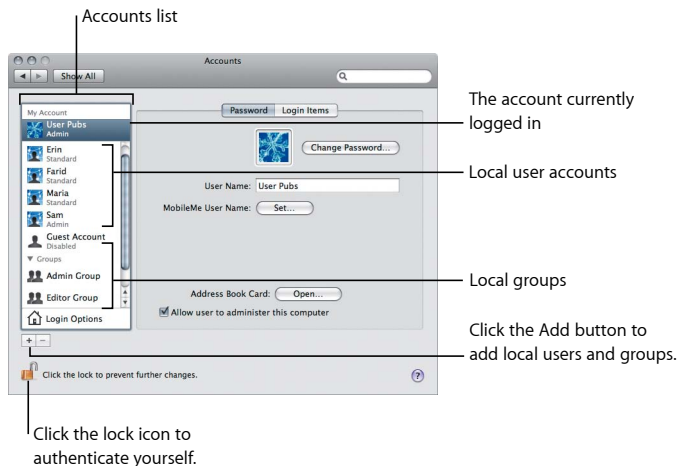 Accounts list
Accounts
Show All
My Account
User Pubs
Admin
Erin
Standard
Farid
Standard
Maria
Standard
Sam
Admin
Guest Account
Disabled
Groups
Admin Group
Editor Group
Login Options
+ −
Click the lock to prevent further changes.
Password Login Items
Change Password...
User Name: User Pubs
MobileMe User Name: Set...
Address Book Card: Open...
Allow user to administer this computer
?
The account currently
logged in
Local user accounts
Local groups
Click the Add button to
add local users and groups.
Click the lock icon to
authenticate yourself.